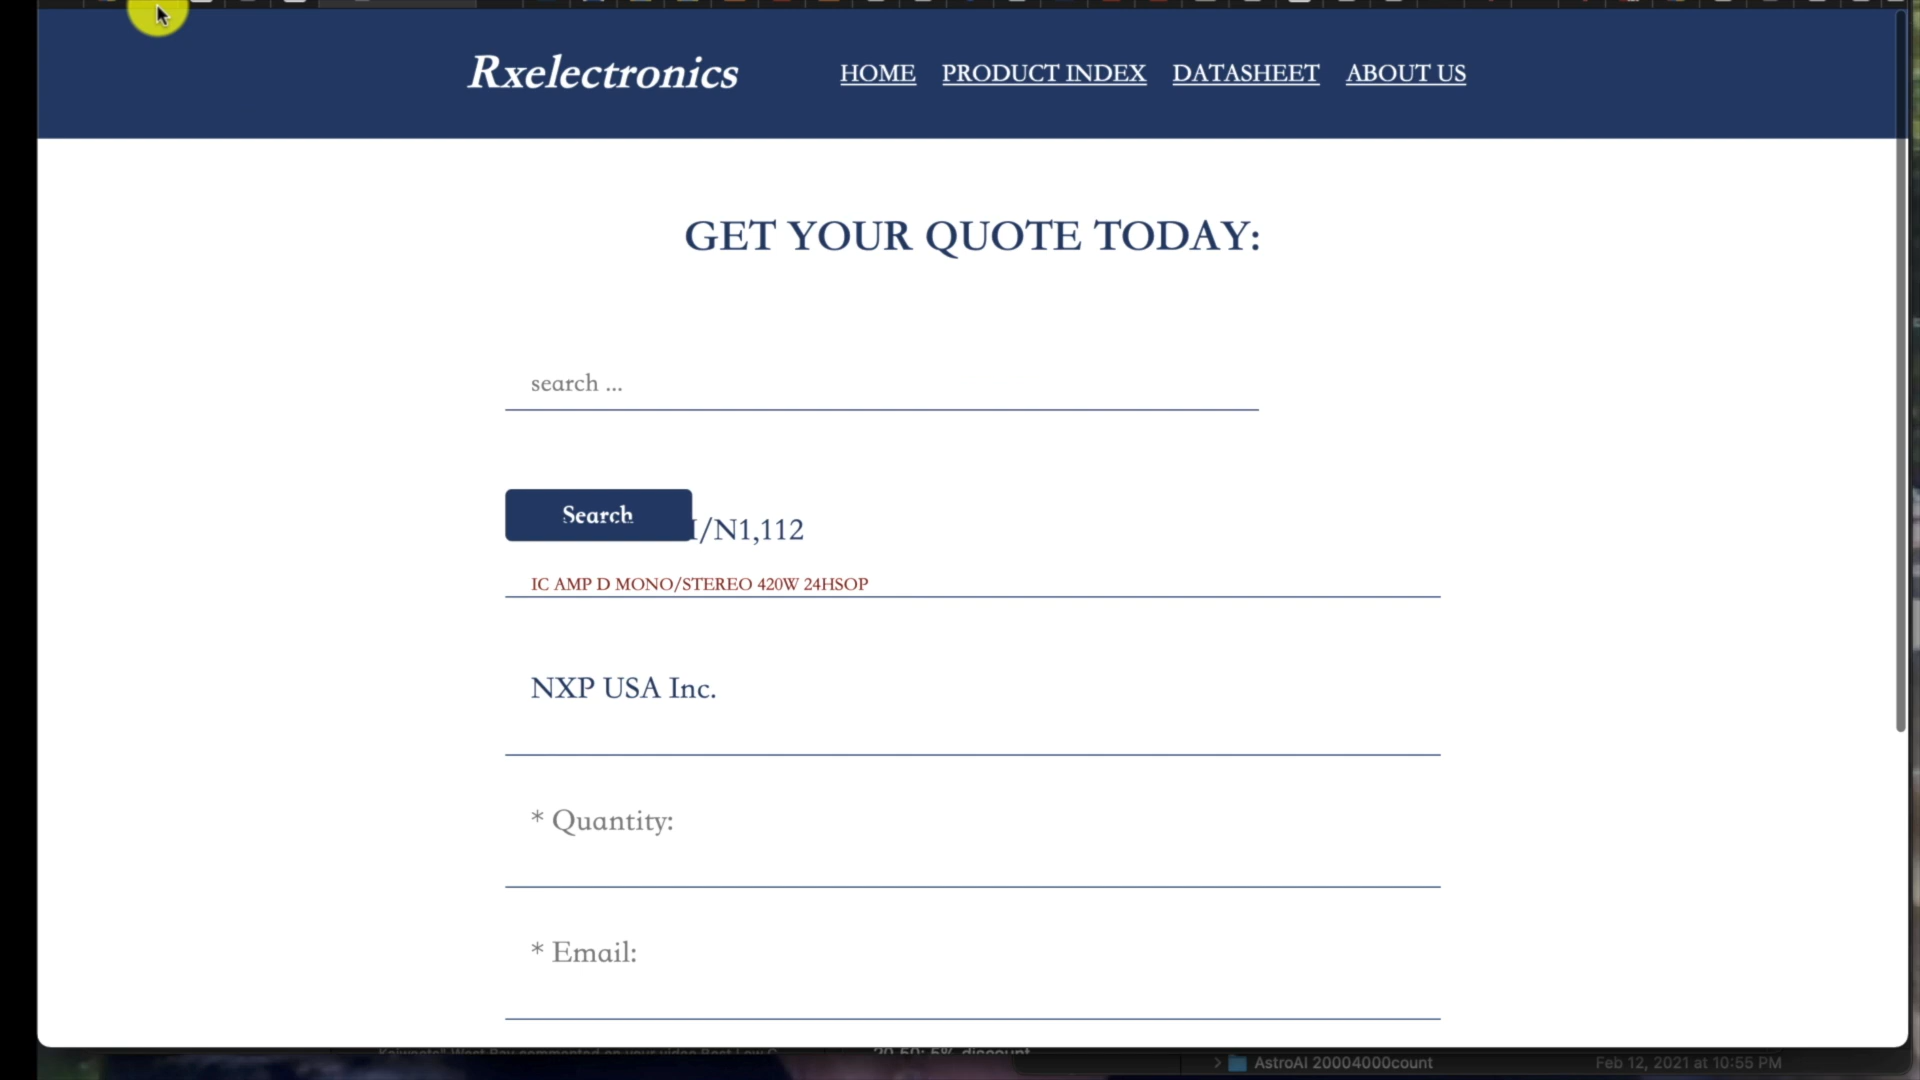 Rxelectronics
HOME PRODUCT INDEX DATASHEET ABOUT US
GET YOUR QUOTE TODAY:
search ...
Search
/N1,112
IC AMP D MONO/STEREO 420W 24HSOP
NXP USA Inc.
* Quantity:
* Email:
AstroAI 20004000count
Feb 12, 2021 at 10:55 PM